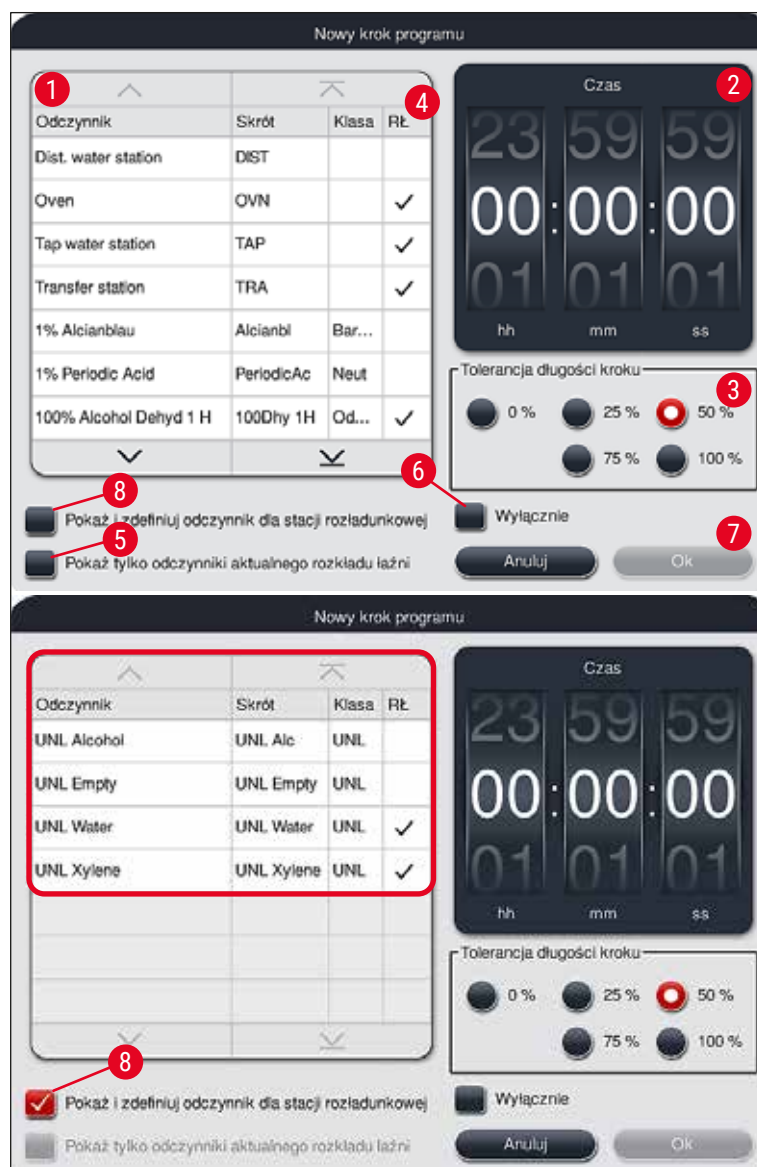 Nowy krok programu
1
4
Odczynnik Skrót Klasa RŁ
Dist. water station DIST
Oven OVN ✓
Tap water station TAP ✓
Transfer station TRA ✓
1% Alcianblau Alcianbl Bar...
1% Periodic Acid PeriodicAc Neut
100% Alcohol Dehyd 1 H 100Dhy 1H Od... ✓
8
Pokaż i zdefiniuj odczynnik dla stacji rozładunkowej
5
Pokaż tylko odczynniki aktualnego rozkładu łaźni
Czas
2
23 59 59
00:00:00
01 01 01
hh mm ss
Tolerancja długości kroku
3
0 % 25 % 50 %
75 % 100 %
6
Wyłącznie
7
Anuluj Ok
Nowy krok programu
Odczynnik Skrót Klasa RŁ
UNL Alcohol UNL Alc UNL
UNL Empty UNL Empty UNL
UNL Water UNL Water UNL ✓
UNL Xylene UNL Xylene UNL ✓
8
Pokaż i zdefiniuj odczynnik dla stacji rozładunkowej
Pokaż tylko odczynniki aktualnego rozkładu łaźni
Czas
23 59 59
00:00:00
01 01 01
hh mm ss
Tolerancja długości kroku
0 % 25 % 50 %
75 % 100 %
Wyłącznie
Anuluj Ok